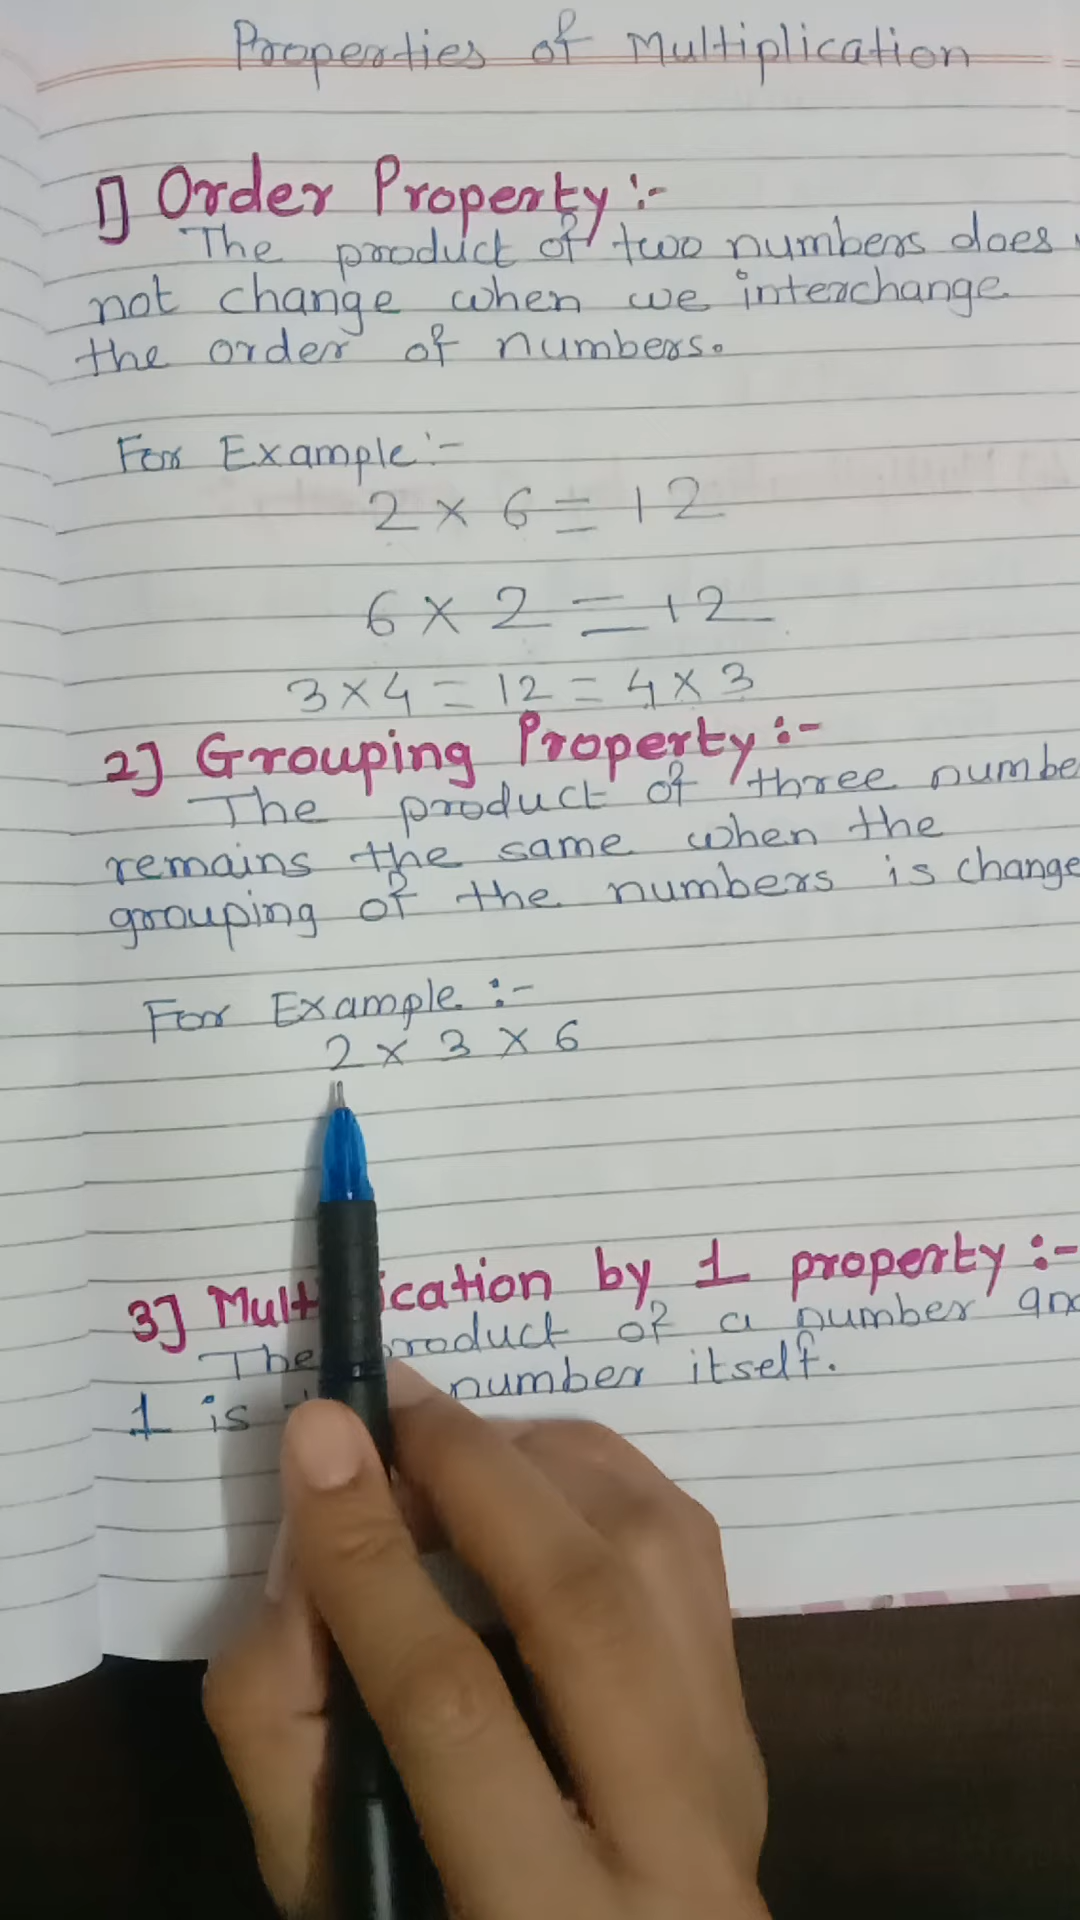 Properties of Multiplication
1] Order Property:-
The product of two numbers does
not change when we interchange
the order of numbers.
For Example:-
2 × 6 = 12
6 × 2 = 12
3 × 4 = 12 = 4 × 3
2] Grouping Property:-
The product of three numbe
remains the same when the
grouping of the numbers is change
For Example:-
2 × 3 × 6
3] by 1 property:-
The product of a number an
1 is number itself.